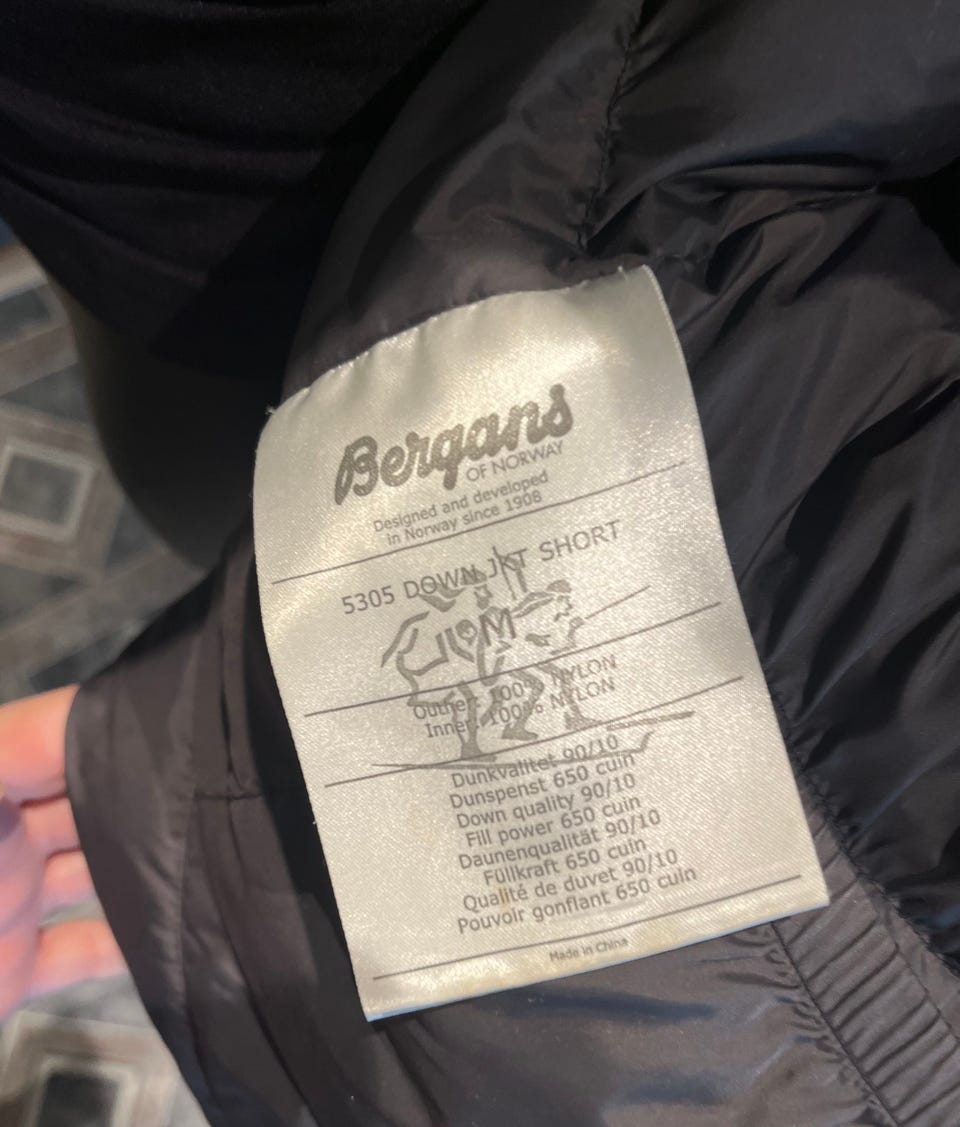 Bergans
OF NORWAY
Designed and developed
in Norway since 1908
5305 DOWN JKT SHORT
M
Outher 100% NYLON
Inner 100% NYLON
Dunkvalitet 90/10
Dunspenst 650 cuin
Down quality 90/10
Fill power 650 cuin
Daunenqualität 90/10
Füllkraft 650 cuin
Qualité de duvet 90/10
Pouvoir gonflant 650 cuin
Made in China